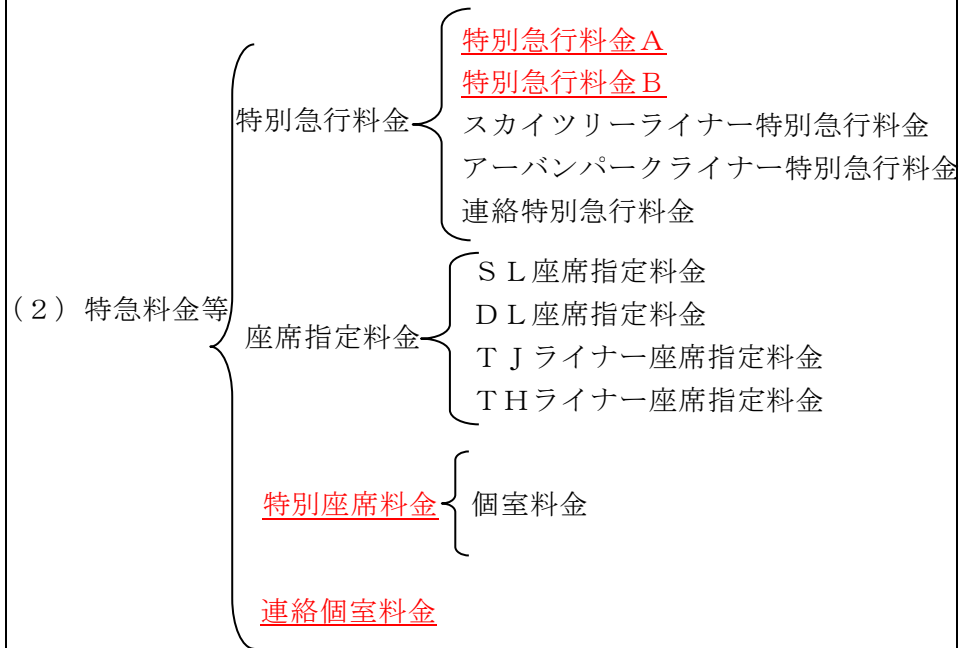 （２）特急料金等
特別急行料金
特別急行料金Ａ
特別急行料金Ｂ
スカイツリーライナー特別急行料金
アーバンパークライナー特別急行料金
連絡特別急行料金
座席指定料金
ＳＬ座席指定料金
ＤＬ座席指定料金
ＴＪライナー座席指定料金
ＴＨライナー座席指定料金
特別座席料金
個室料金
連絡個室料金